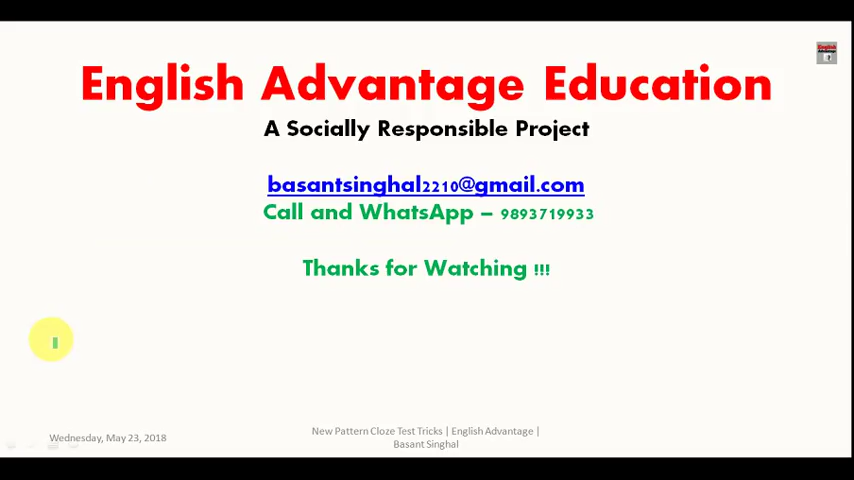 English Advantage Education
A Socially Responsible Project
basantsinghal2210@gmail.com
Call and WhatsApp – 9893719933
Thanks for Watching !!!
Wednesday, May 23, 2018
New Pattern Cloze Test Tricks | English Advantage |
Basant Singhal